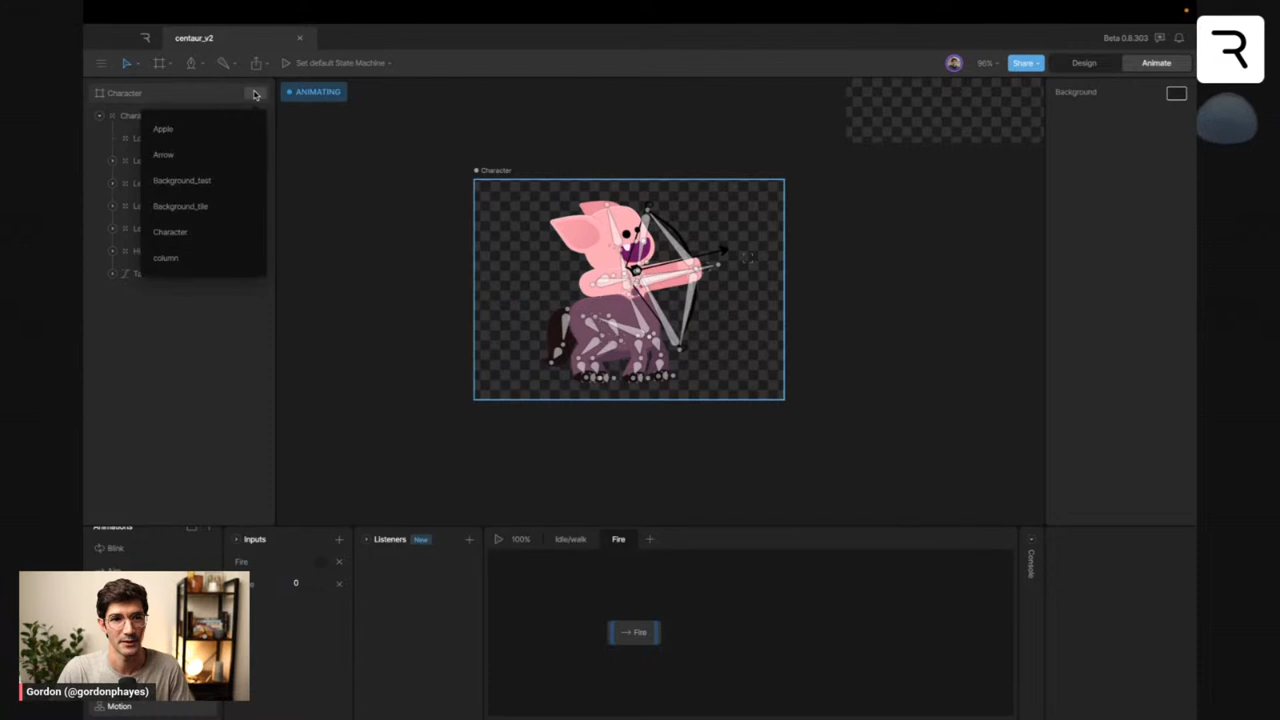 centaur_v2
Beta 0.8.303
Set default State Machine
96%
Share
Design
Animate
Character
ANIMATING
Background
Apple
Arrow
Background_test
Background_tile
Character
column
Character
Animations
Inputs
Listeners
New
100%
Idle/walk
Fire
Blink
Fire
0
Console
Fire
Gordon (@gordonphayes)
Motion